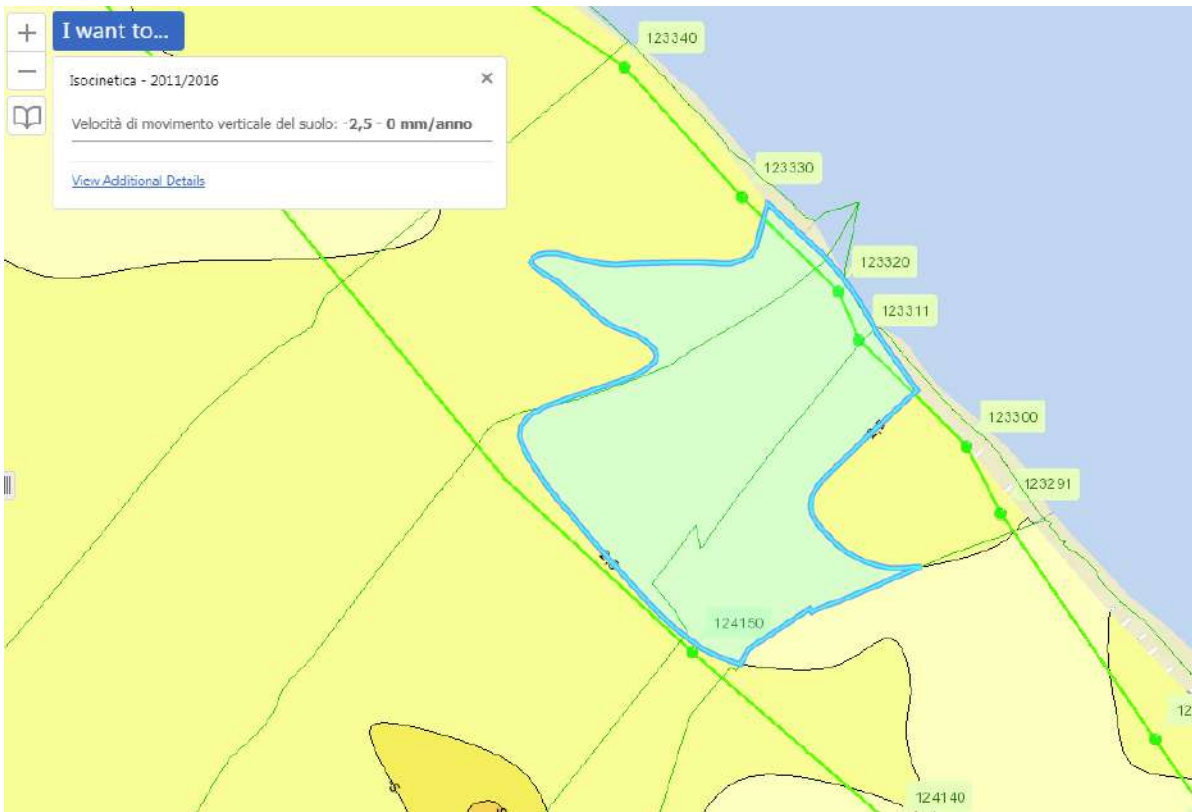 I want to...
Isocinetica - 2011/2016
Velocità di movimento verticale del suolo: -2,5 - 0 mm/anno
View Additional Details
123340
123330
123320
123311
123300
123291
124150
12
124140